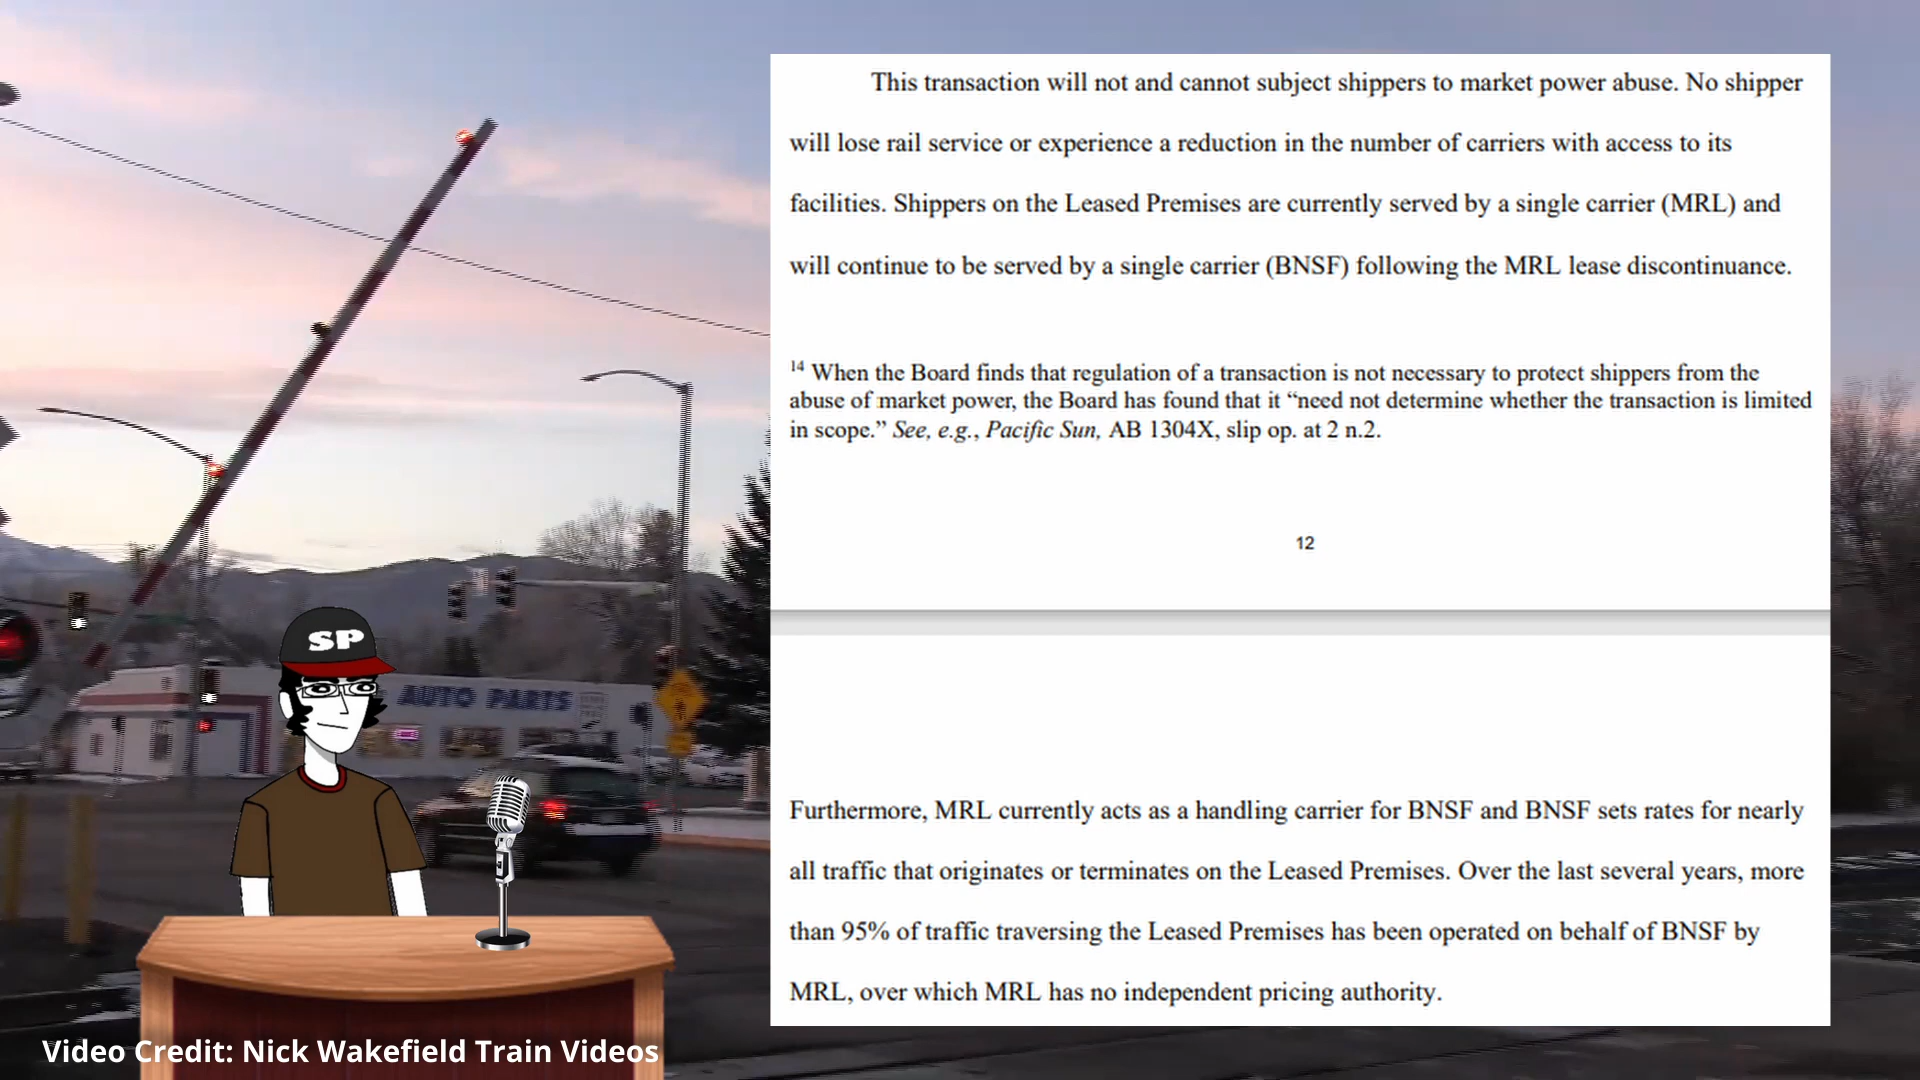 This transaction will not and cannot subject shippers to market power abuse. No shipper
will lose rail service or experience a reduction in the number of carriers with access to its
facilities. Shippers on the Leased Premises are currently served by a single carrier (MRL) and
will continue to be served by a single carrier (BNSF) following the MRL lease discontinuance.
14 When the Board finds that regulation of a transaction is not necessary to protect shippers from the
abuse of market power, the Board has found that it “need not determine whether the transaction is limited
in scope.” See, e.g., Pacific Sun, AB 1304X, slip op. at 2 n.2.
12
Furthermore, MRL currently acts as a handling carrier for BNSF and BNSF sets rates for nearly
all traffic that originates or terminates on the Leased Premises. Over the last several years, more
than 95% of traffic traversing the Leased Premises has been operated on behalf of BNSF by
MRL, over which MRL has no independent pricing authority.
SP
AUTO PARTS
Video Credit: Nick Wakefield Train Videos